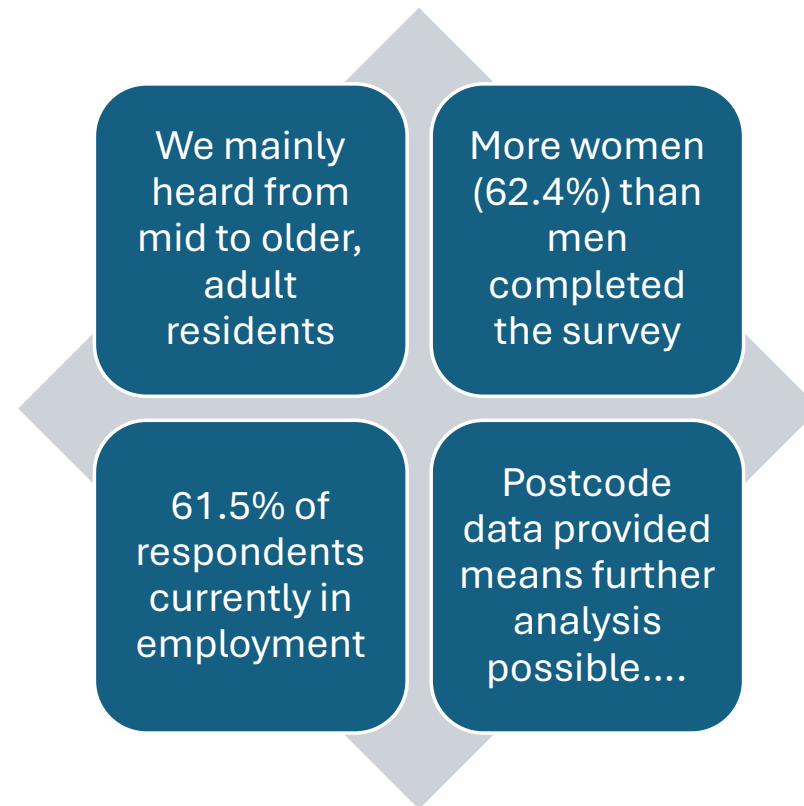 We mainly
heard from
mid to older,
adult
residents
More women
(62.4%) than
men
completed
the survey
61.5% of
respondents
currently in
employment
Postcode
data provided
means further
analysis
possible....